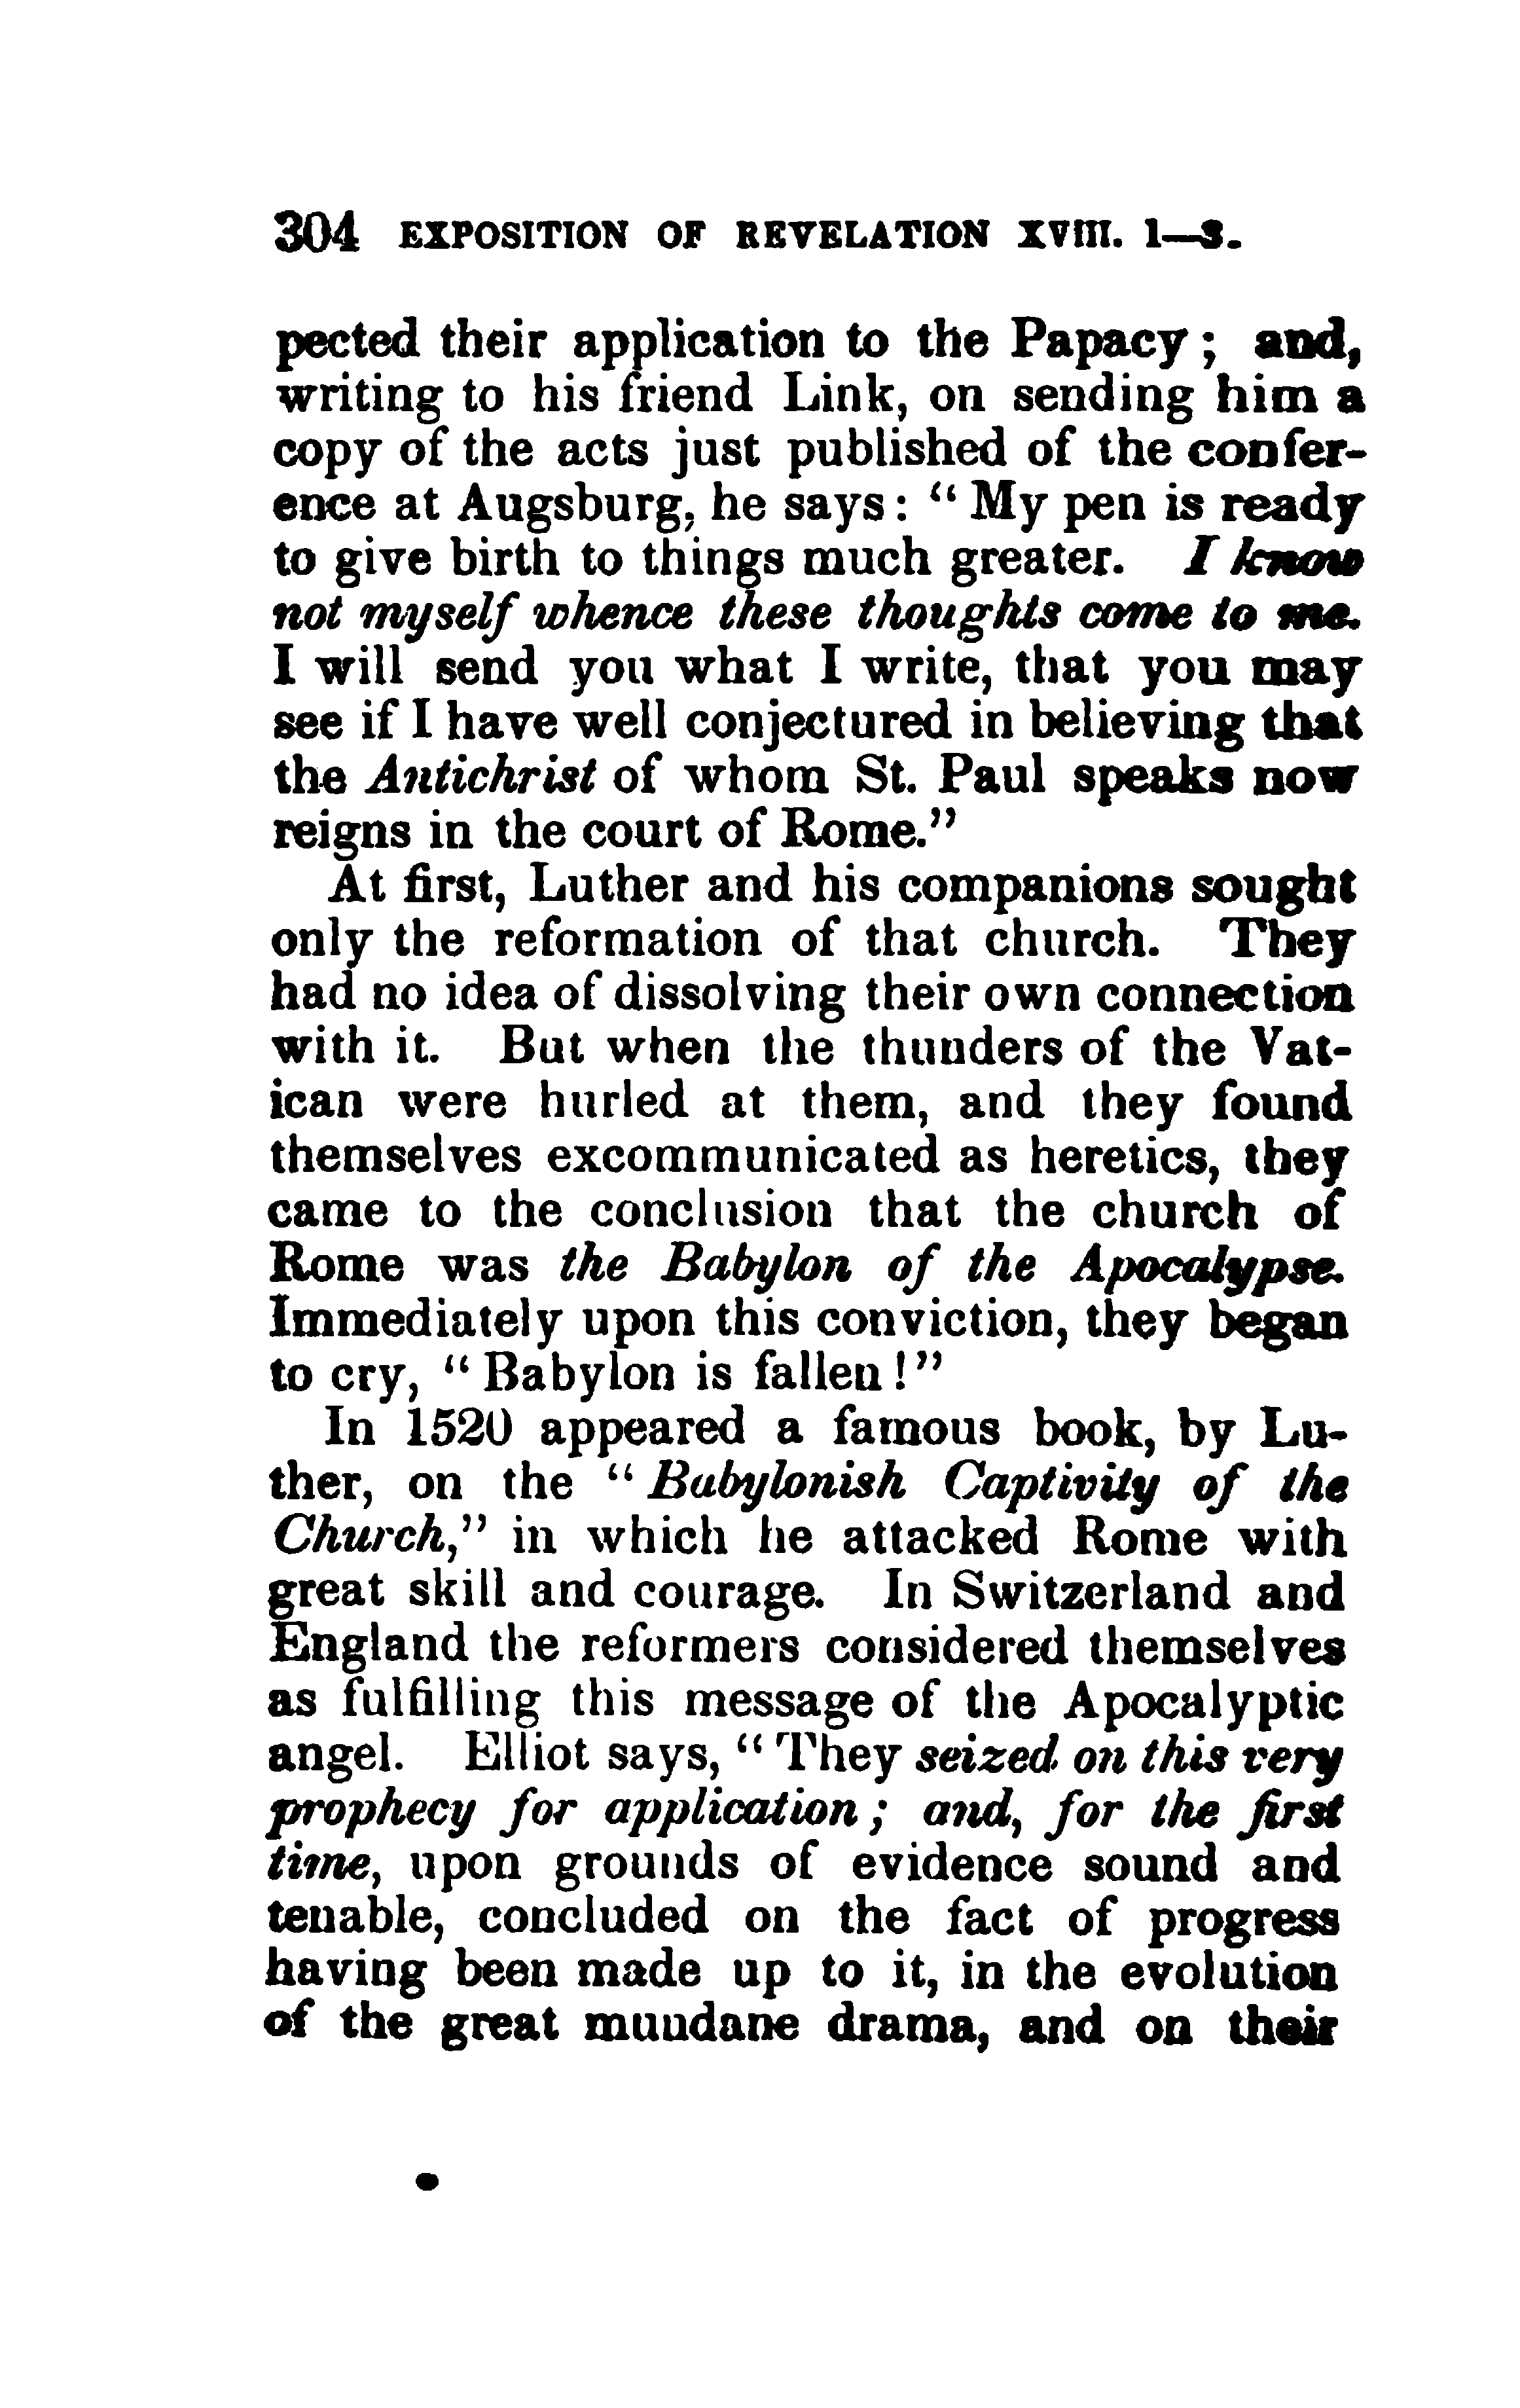 304 EXPOSITION OF REVELATION XVIII. 1—3.
pected their application to the Papacy; and,
writing to his friend Link, on sending him a
copy of the acts just published of the confer-
ence at Augsburg, he says: “My pen is ready
to give birth to things much greater. I know
not myself whence these thoughts come to me.
I will send you what I write, that you may
see if I have well conjectured in believing that
the Antichrist of whom St. Paul speaks now
reigns in the court of Rome.”
At first, Luther and his companions sought
only the reformation of that church. They
had no idea of dissolving their own connection
with it. But when the thunders of the Vat-
ican were hurled at them, and they found
themselves excommunicated as heretics, they
came to the conclusion that the church of
Rome was the Babylon of the Apocalypse.
Immediately upon this conviction, they began
to cry, “Babylon is fallen!”
In 1520 appeared a famous book, by Lu-
ther, on the “Babylonish Captivity of the
Church,” in which he attacked Rome with
great skill and courage. In Switzerland and
England the reformers considered themselves
as fulfilling this message of the Apocalyptic
angel. Elliot says, “They seized on this very
prophecy for application; and, for the first
time, upon grounds of evidence sound and
tenable, concluded on the fact of progress
having been made up to it, in the evolution
of the great mundane drama, and on their